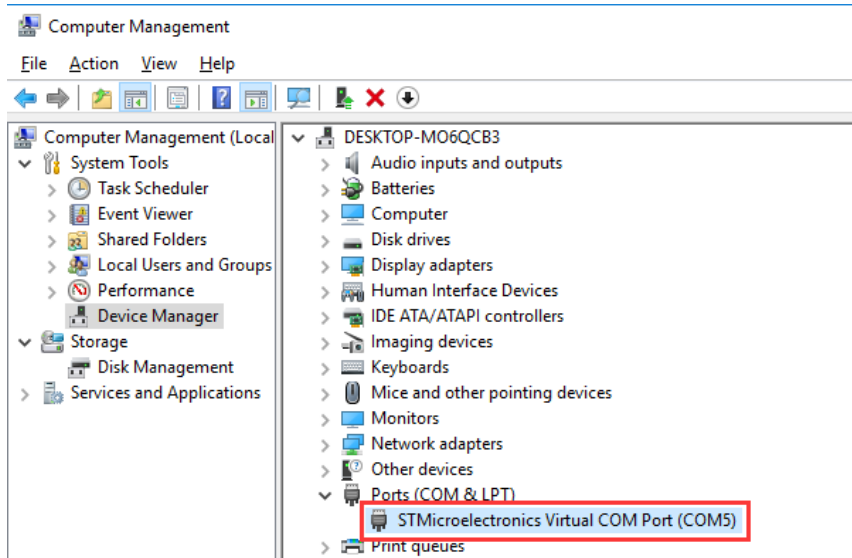 Computer Management
File Action View Help
Computer Management (Local
System Tools
Task Scheduler
Event Viewer
Shared Folders
Local Users and Groups
Performance
Device Manager
Storage
Disk Management
Services and Applications
DESKTOP-MO6QCB3
Audio inputs and outputs
Batteries
Computer
Disk drives
Display adapters
Human Interface Devices
IDE ATA/ATAPI controllers
Imaging devices
Keyboards
Mice and other pointing devices
Monitors
Network adapters
Other devices
Ports (COM & LPT)
STMicroelectronics Virtual COM Port (COM5)
Print queues